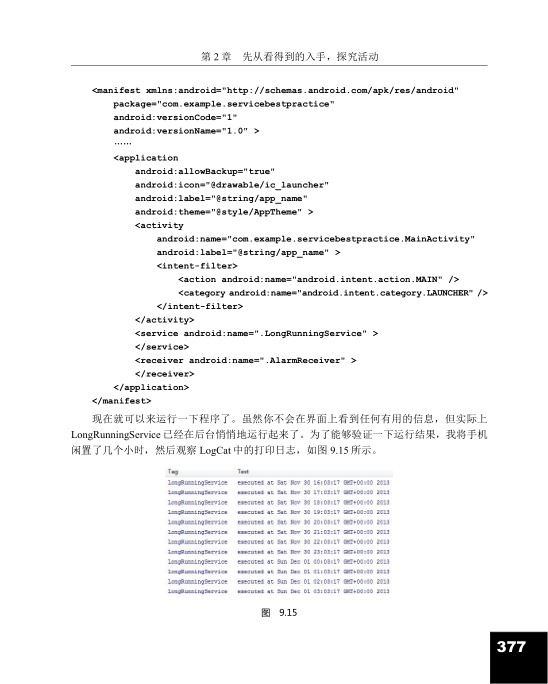 第 2 章　先从看得到的入手，探究活动
<manifest xmlns:android="http://schemas.android.com/apk/res/android"
package="com.example.servicebestpractice"
android:versionCode="1"
android:versionName="1.0" >
……
<application
android:allowBackup="true"
android:icon="@drawable/ic_launcher"
android:label="@string/app_name"
android:theme="@style/AppTheme" >
<activity
android:name="com.example.servicebestpractice.MainActivity"
android:label="@string/app_name" >
<intent-filter>
<action android:name="android.intent.action.MAIN" />
<category android:name="android.intent.category.LAUNCHER" />
</intent-filter>
</activity>
<service android:name=".LongRunningService" >
</service>
<receiver android:name=".AlarmReceiver" >
</receiver>
</application>
</manifest>
现在就可以来运行一下程序了。虽然你不会在界面上看到任何有用的信息，但实际上
LongRunningService 已经在后台悄悄地运行起来了。为了能够验证一下运行结果，我将手机
闲置了几个小时，然后观察 LogCat 中的打印日志，如图 9.15 所示。
Tag Text
LongRunningService executed at Sat Nov 30 16:03:17 GMT+00:00 2013
LongRunningService executed at Sat Nov 30 17:03:17 GMT+00:00 2013
LongRunningService executed at Sat Nov 30 18:03:17 GMT+00:00 2013
LongRunningService executed at Sat Nov 30 19:03:17 GMT+00:00 2013
LongRunningService executed at Sat Nov 30 20:03:17 GMT+00:00 2013
LongRunningService executed at Sat Nov 30 21:03:17 GMT+00:00 2013
LongRunningService executed at Sat Nov 30 22:03:17 GMT+00:00 2013
LongRunningService executed at Sat Nov 30 23:03:17 GMT+00:00 2013
LongRunningService executed at Sun Dec 01 00:03:17 GMT+00:00 2013
LongRunningService executed at Sun Dec 01 01:03:17 GMT+00:00 2013
LongRunningService executed at Sun Dec 01 02:03:17 GMT+00:00 2013
LongRunningService executed at Sun Dec 01 03:03:17 GMT+00:00 2013
图 9.15
377